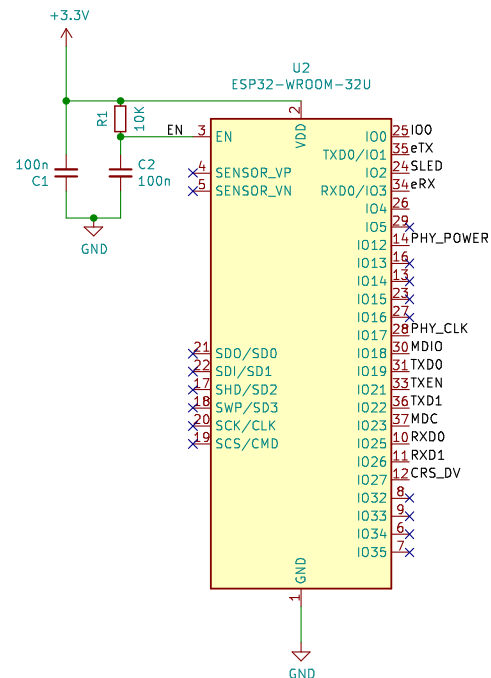 +3.3V
U2
ESP32-WROOM-32U
R1
10K
100n
C1
C2
100n
GND
EN
3
EN
4
SENSOR_VP
5
SENSOR_VN
21
SDO/SD0
22
SDI/SD1
17
SHD/SD2
18
SWP/SD3
20
SCK/CLK
19
SCS/CMD
2
VDD
IO0
25
IO0
TXD0/IO1
35
eTX
IO2
24
SLED
RXD0/IO3
34
eRX
IO4
26
IO5
29
IO12
14
PHY_POWER
IO13
16
IO14
13
IO15
23
IO16
27
IO17
28
PHY_CLK
IO18
30
MDIO
IO19
31
TXD0
IO21
33
TXEN
IO22
36
TXD1
IO23
37
MDC
IO25
10
RXD0
IO26
11
RXD1
IO27
12
CRS_DV
IO32
8
IO33
9
IO34
6
IO35
7
GND
1
GND